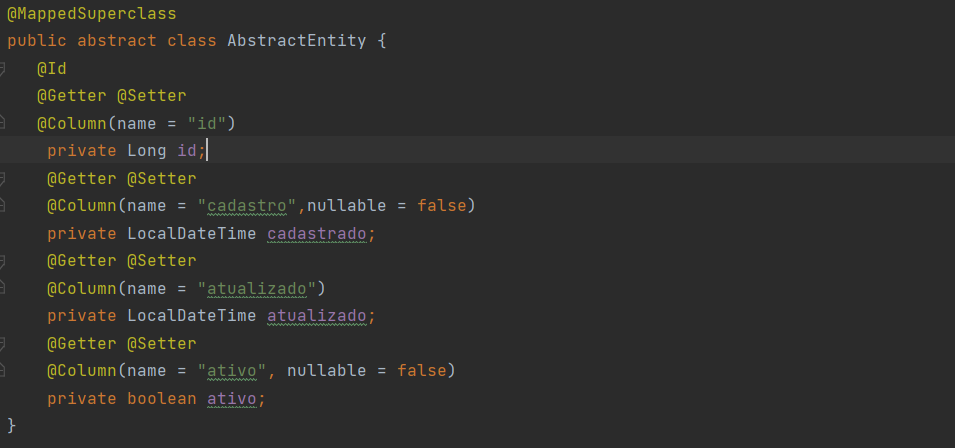 @MappedSuperclass
public abstract class AbstractEntity {
@Id
@Getter @Setter
@Column(name = "id")
private Long id;
@Getter @Setter
@Column(name = "cadastro",nullable = false)
private LocalDateTime cadastrado;
@Getter @Setter
@Column(name = "atualizado")
private LocalDateTime atualizado;
@Getter @Setter
@Column(name = "ativo", nullable = false)
private boolean ativo;
}